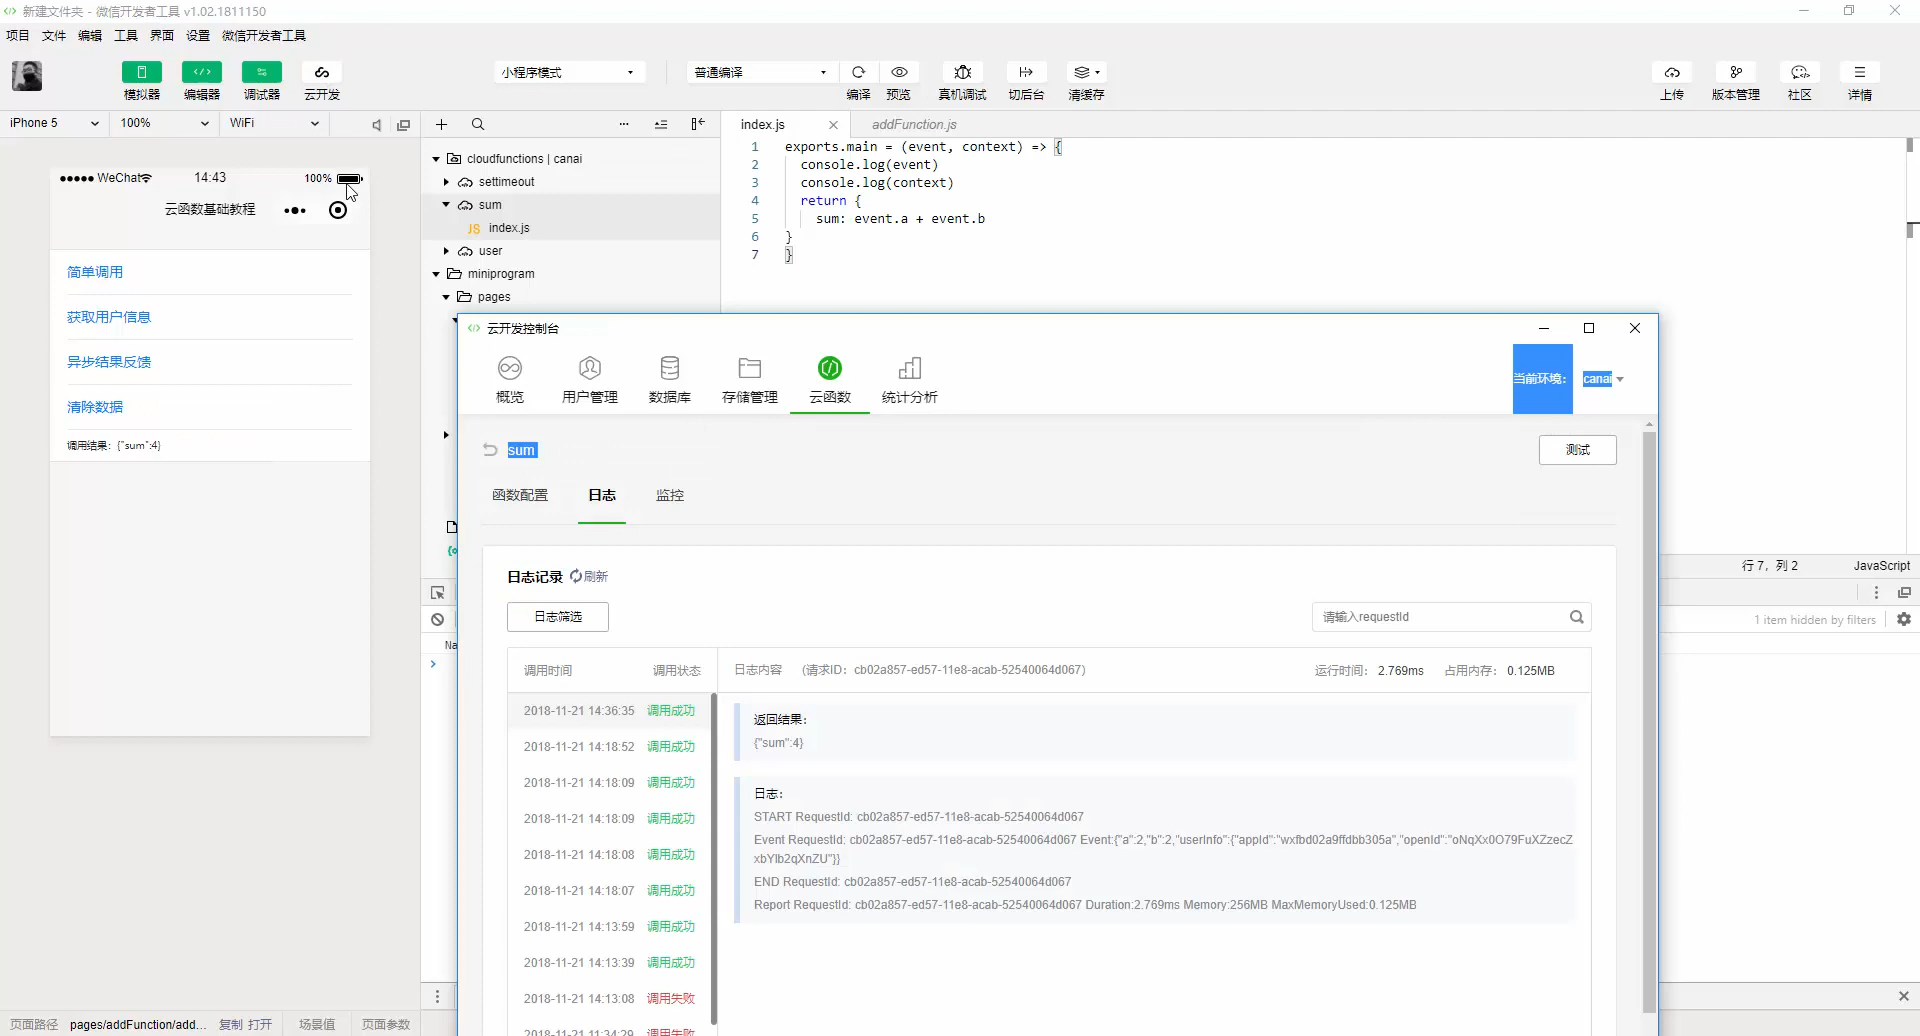 新建文件夹 - 微信开发者工具 v1.02.1811150
项目 文件 编辑 工具 界面 设置 微信开发者工具
模拟器 编辑器 调试器 云开发
小程序模式
普通编译
编译 预览 真机调试 切后台 清缓存
上传 版本管理 社区 详情
iPhone 5
100%
WiFi
WeChat
14:43
100%
云函数基础教程
简单调用
获取用户信息
异步结果反馈
清除数据
调用结果：{"sum":4}
页面路径 pages/addFunction/add... 复制 打开 场景值 页面参数
cloudfunctions | canai
settimeout
sum
JS index.js
user
miniprogram
pages
index.js
addFunction.js
1 exports.main = (event, context) => {
2 console.log(event)
3 console.log(context)
4 return {
5 sum: event.a + event.b
6 }
7 }
行 7，列 2
JavaScript
1 item hidden by filters
Na
云开发控制台
概览 用户管理 数据库 存储管理 云函数 统计分析
当前环境： canai
sum
测试
函数配置 日志 监控
日志记录 刷新
日志筛选
请输入requestId
调用时间 调用状态
2018-11-21 14:36:35 调用成功
2018-11-21 14:18:52 调用成功
2018-11-21 14:18:09 调用成功
2018-11-21 14:18:09 调用成功
2018-11-21 14:18:08 调用成功
2018-11-21 14:18:07 调用成功
2018-11-21 14:13:59 调用成功
2018-11-21 14:13:39 调用成功
2018-11-21 14:13:08 调用失败
2018-11-21 11:34:29 调用失败
日志内容 (请求ID：cb02a857-ed57-11e8-acab-52540064d067)
运行时间： 2.769ms 占用内存： 0.125MB
返回结果：
{"sum":4}
日志：
START RequestId: cb02a857-ed57-11e8-acab-52540064d067
Event RequestId: cb02a857-ed57-11e8-acab-52540064d067 Event:{"a":2,"b":2,"userInfo":{"appId":"wxfbd02a9ffdbb305a","openId":"oNqXx0O79FuXZzecZ
xbYlb2qXnZU"}}
END RequestId: cb02a857-ed57-11e8-acab-52540064d067
Report RequestId: cb02a857-ed57-11e8-acab-52540064d067 Duration:2.769ms Memory:256MB MaxMemoryUsed:0.125MB